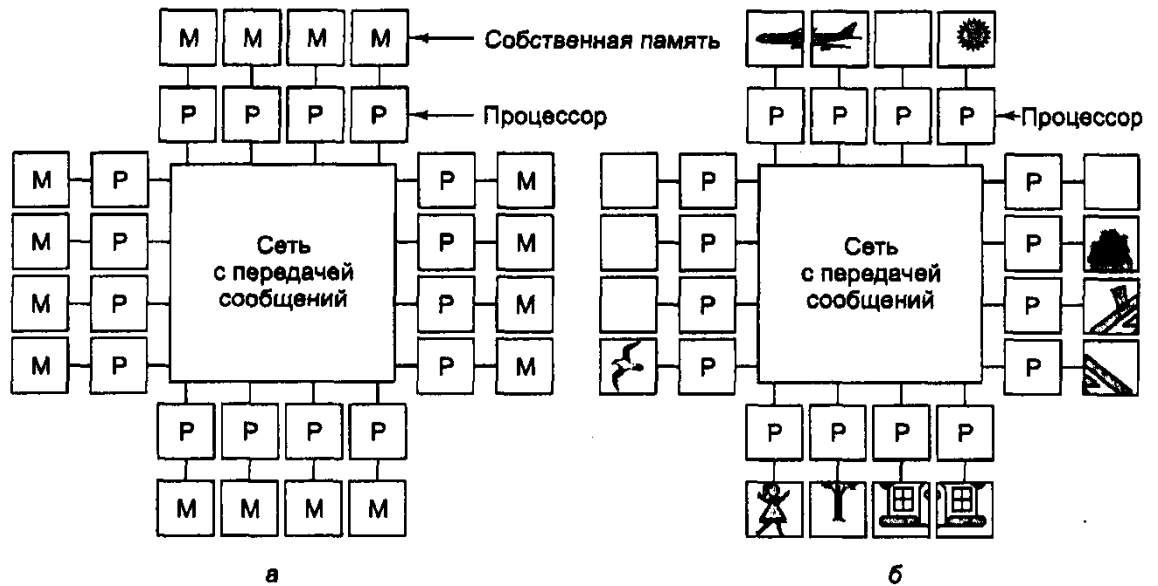 М М М М Собственная память
Р Р Р Р Процессор
М Р Р М
М Р Р М
М Р Р М
М Р Р М
Сеть
с передачей
сообщений
Р Р Р Р
М М М М
а
Р Р Р Р Процессор
Р Р
Р Р
Р Р
Р Р
Сеть
с передачей
сообщений
Р Р Р Р
б